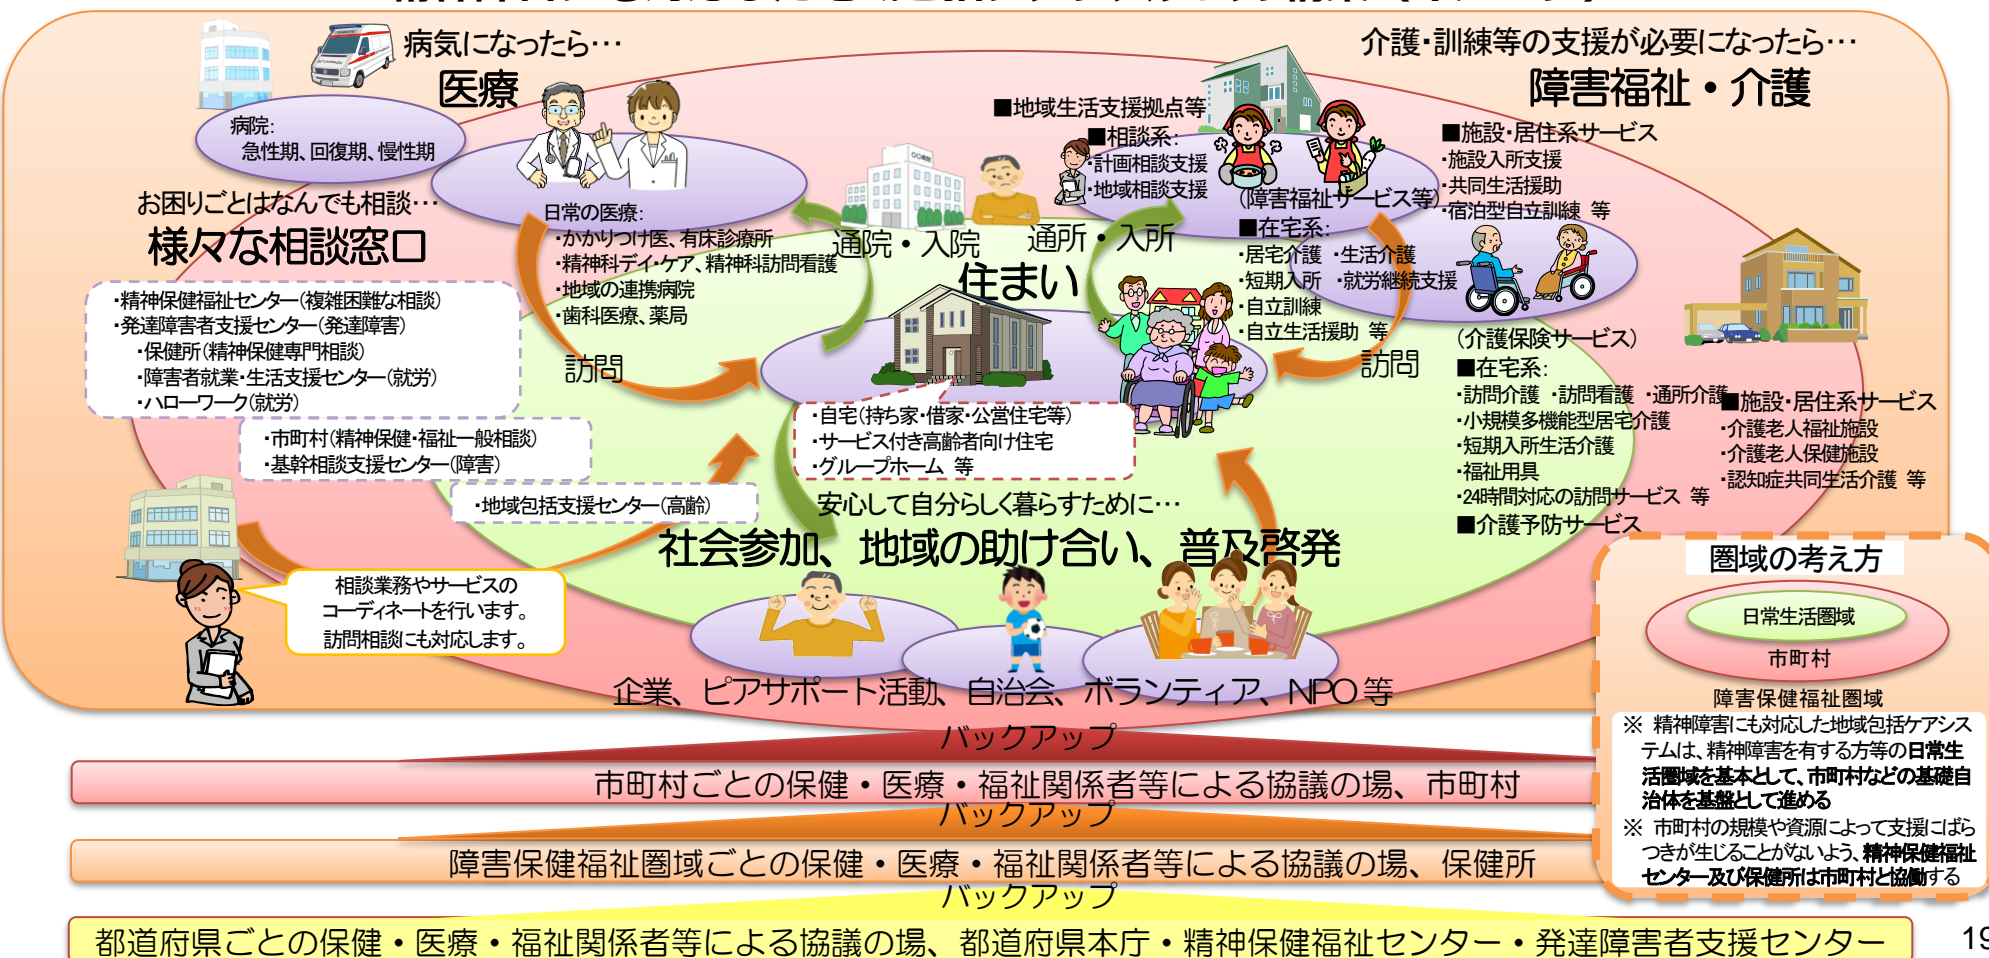 病気になったら…
医療
病院:
急性期、回復期、慢性期
日常の医療:
・かかりつけ医、有床診療所
・精神科デイ・ケア、精神科訪問看護
・地域の連携病院
・歯科医療、薬局
お困りごとはなんでも相談…
様々な相談窓口
・精神保健福祉センター(複雑困難な相談)
・発達障害者支援センター(発達障害)
・保健所(精神保健専門相談)
・障害者就業・生活支援センター(就労)
・ハローワーク(就労)
・市町村(精神保健・福祉一般相談)
・基幹相談支援センター(障害)
・地域包括支援センター(高齢)
相談業務やサービスの
コーディネートを行います。
訪問相談にも対応します。
訪問
通院・入院
通所・入所
住まい
・自宅(持ち家・借家・公営住宅等)
・サービス付き高齢者向け住宅
・グループホーム 等
安心して自分らしく暮らすために…
社会参加、地域の助け合い、普及啓発
企業、ピアサポート活動、自治会、ボランティア、NPO 等
介護・訓練等の支援が必要になったら…
障害福祉・介護
■地域生活支援拠点等
■相談系:
・計画相談支援
・地域相談支援
(障害福祉サービス等)
■在宅系:
・居宅介護 ・生活介護
・短期入所 ・就労継続支援
・自立訓練
・自立生活援助 等
■施設・居住系サービス
・施設入所支援
・共同生活援助
・宿泊型自立訓練 等
訪問
(介護保険サービス)
■在宅系:
・訪問介護 ・訪問看護 ・通所介護
・小規模多機能型居宅介護
・短期入所生活介護
・福祉用具
・24時間対応の訪問サービス 等
■介護予防サービス
■施設・居住系サービス
・介護老人福祉施設
・介護老人保健施設
・認知症共同生活介護 等
圏域の考え方
日常生活圏域
市町村
障害保健福祉圏域
※ 精神障害にも対応した地域包括ケアシス
テムは、精神障害を有する方等の日常生
活圏域を基本として、市町村などの基礎自
治体を基盤として進める
※ 市町村の規模や資源によって支援にばら
つきが生じることがないよう、精神保健福祉
センター及び保健所は市町村と協働する
バックアップ
市町村ごとの保健・医療・福祉関係者等による協議の場、市町村
バックアップ
障害保健福祉圏域ごとの保健・医療・福祉関係者等による協議の場、保健所
バックアップ
都道府県ごとの保健・医療・福祉関係者等による協議の場、都道府県本庁・精神保健福祉センター・発達障害者支援センター
19